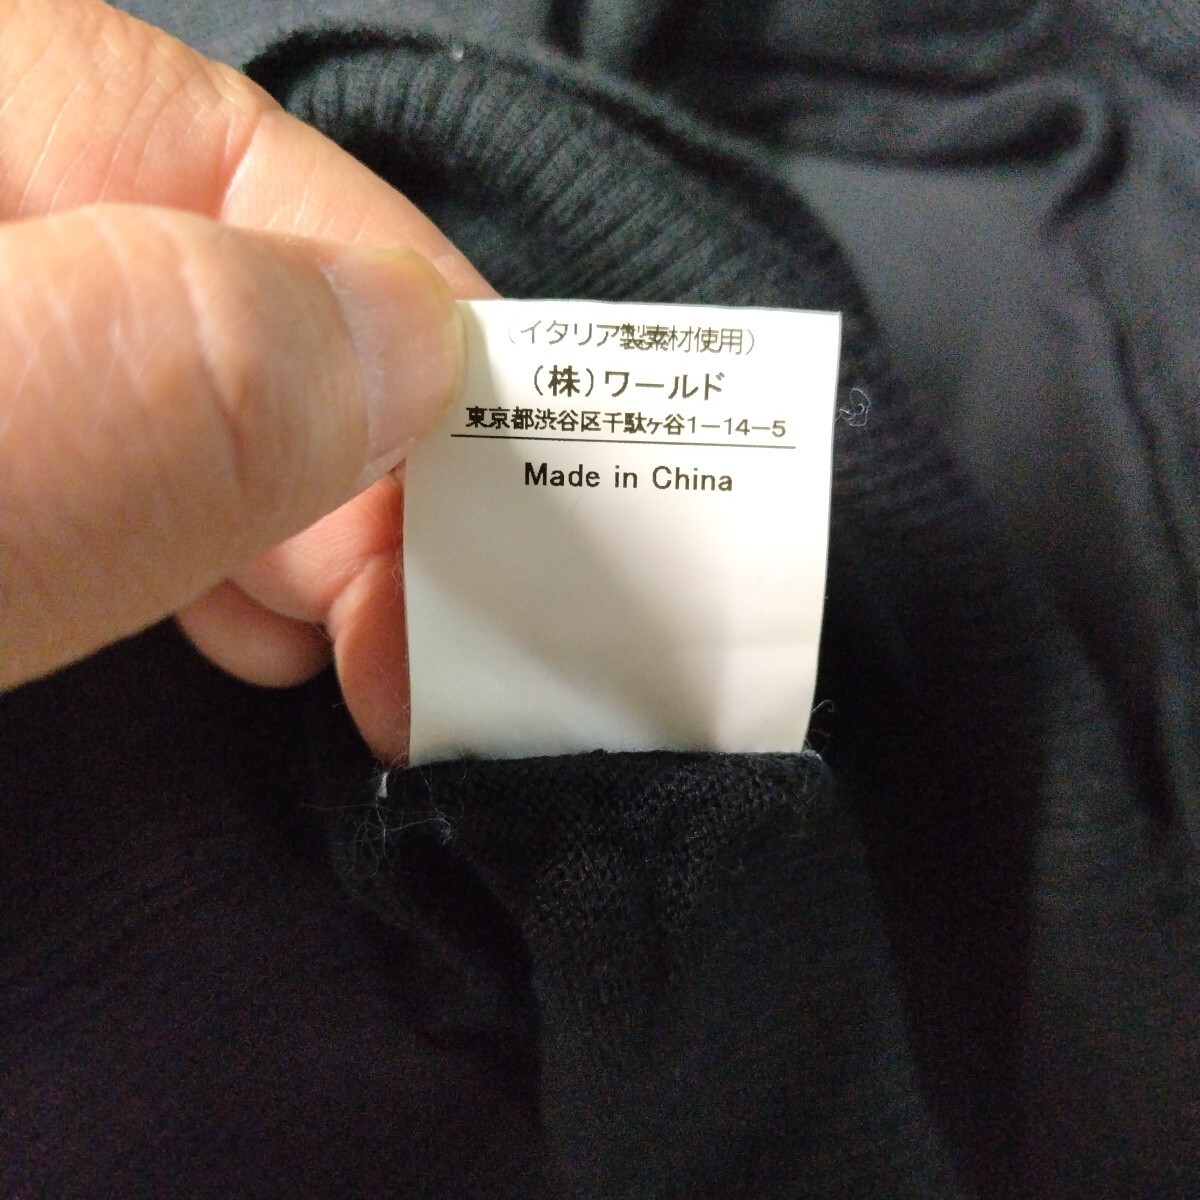 (イタリア製素材使用)
(株)ワールド
東京都渋谷区千駄ヶ谷1-14-5
Made in China